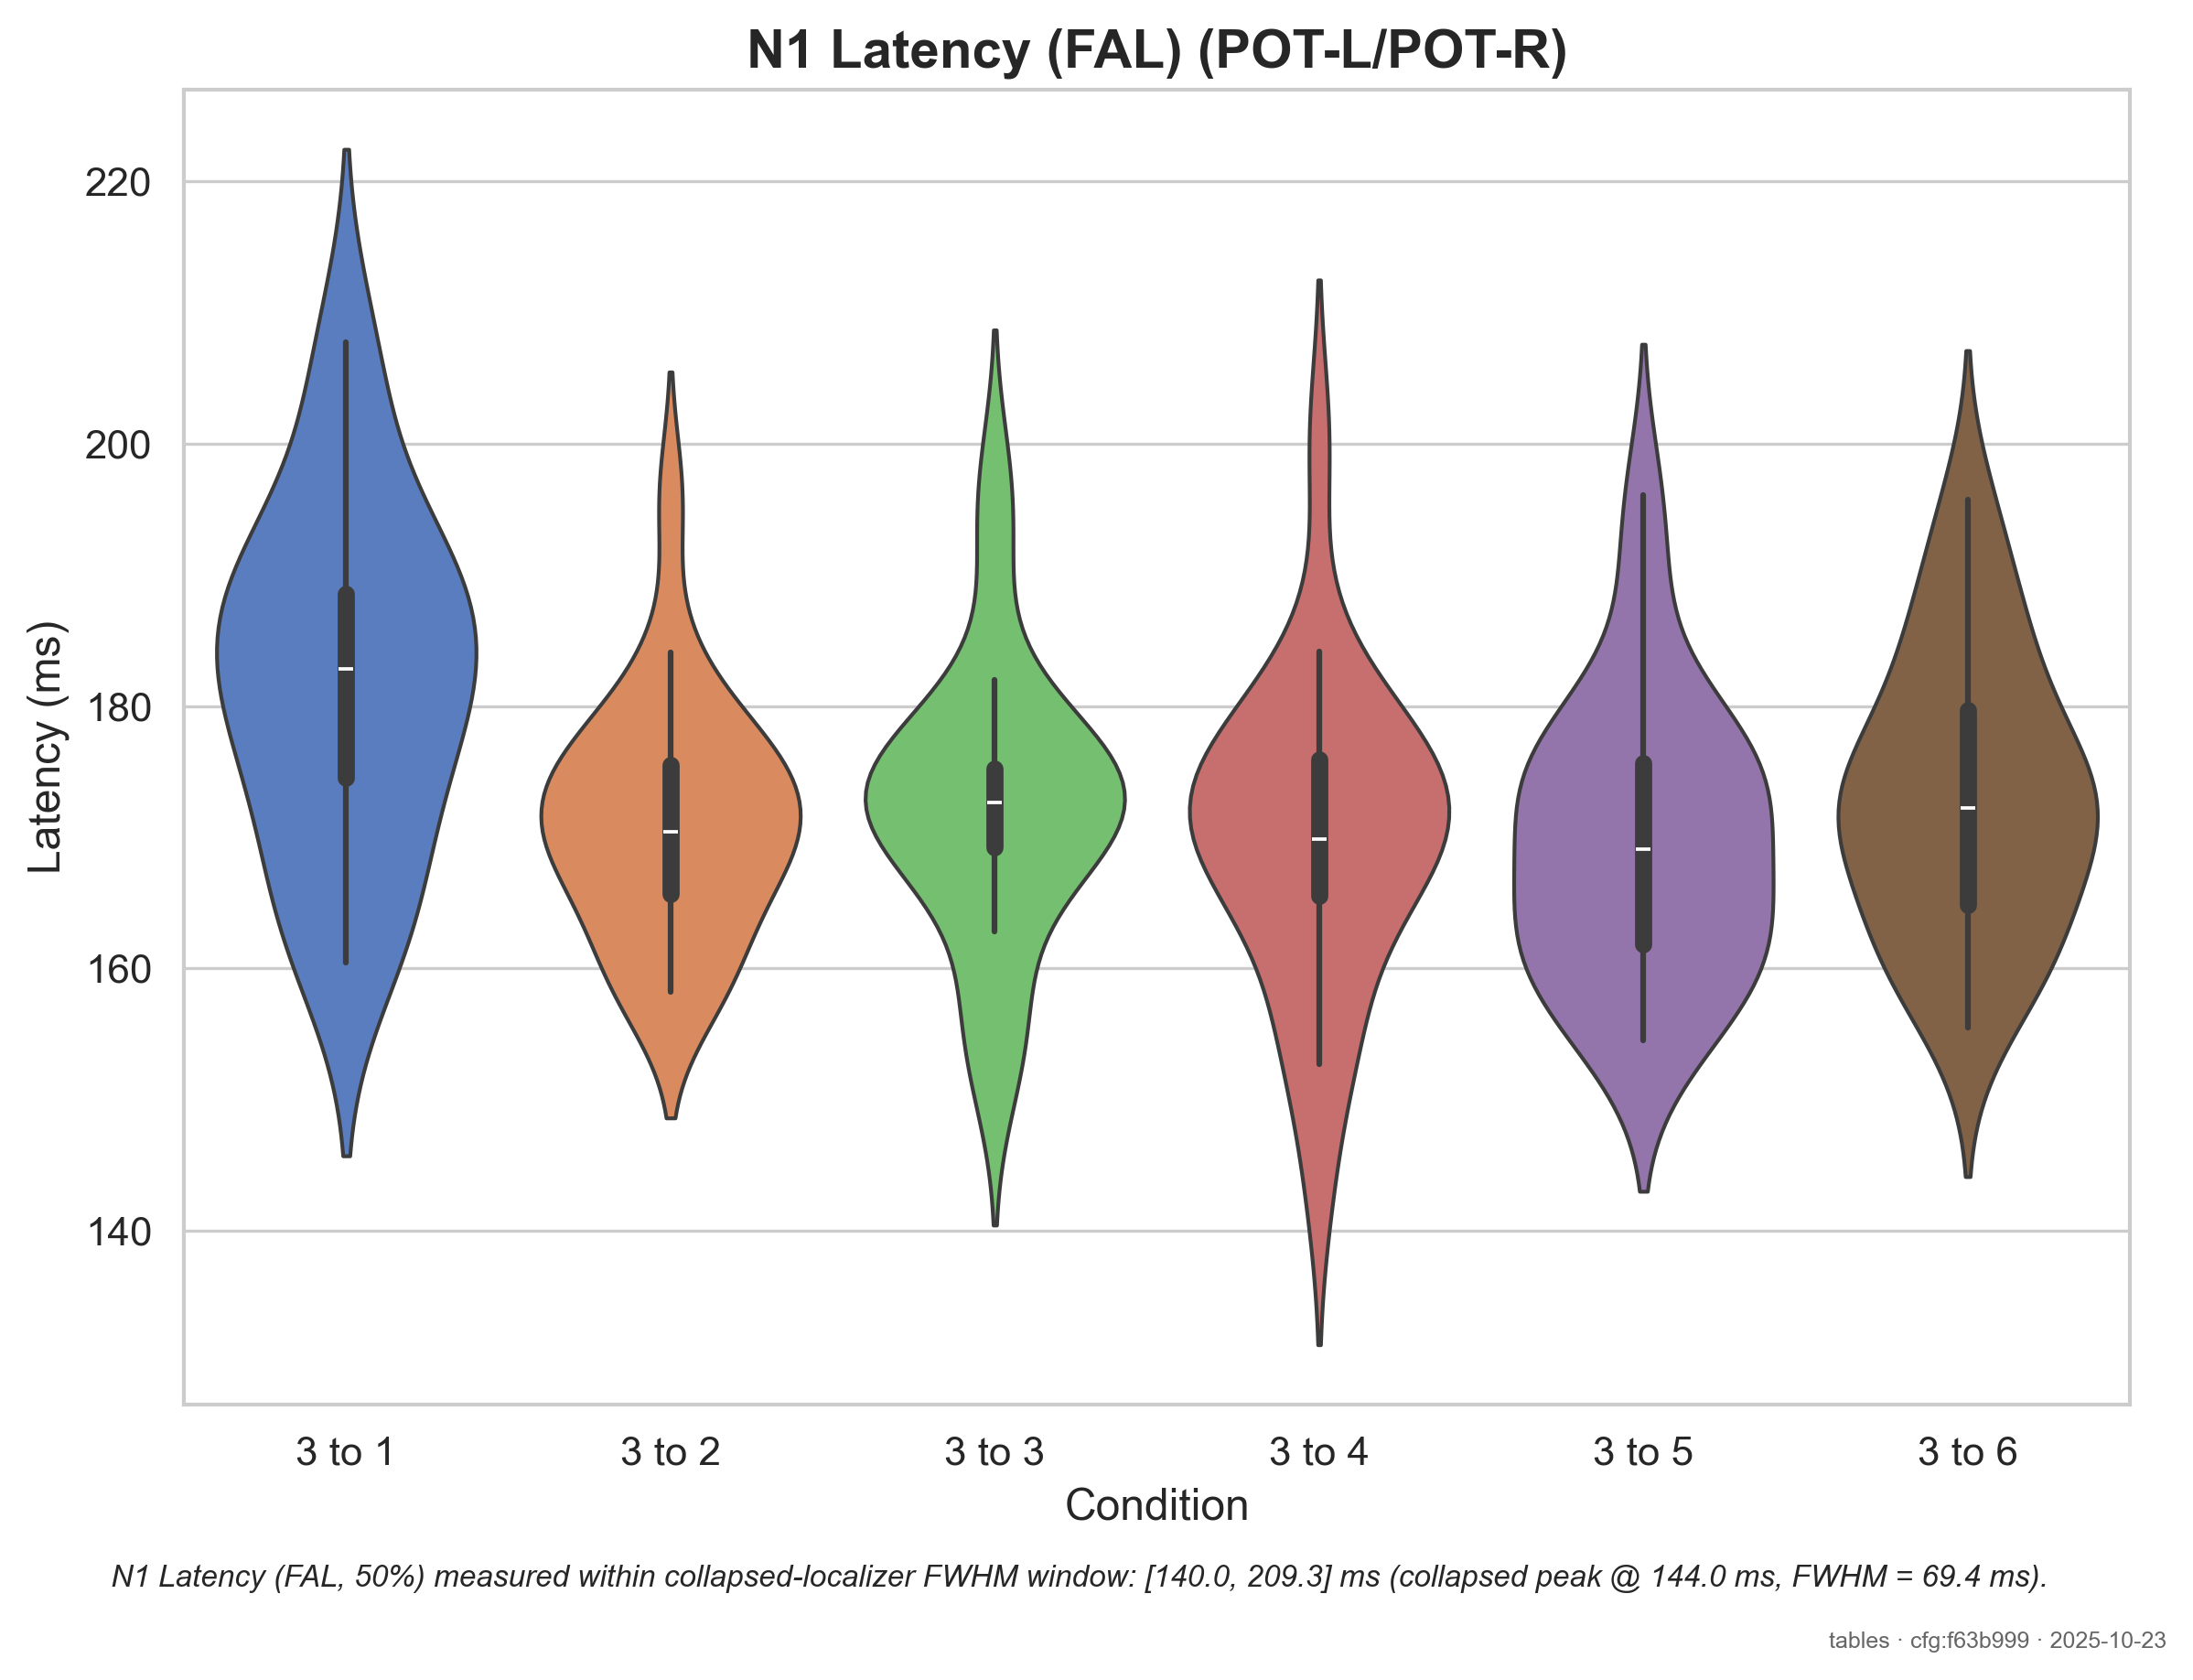 N1 Latency (FAL) (POT-L/POT-R)
Latency (ms)
220
200
180
160
140
3 to 1
3 to 2
3 to 3
3 to 4
3 to 5
3 to 6
Condition
N1 Latency (FAL, 50%) measured within collapsed-localizer FWHM window: [140.0, 209.3] ms (collapsed peak @ 144.0 ms, FWHM = 69.4 ms).
tables · cfg:f63b999 · 2025-10-23